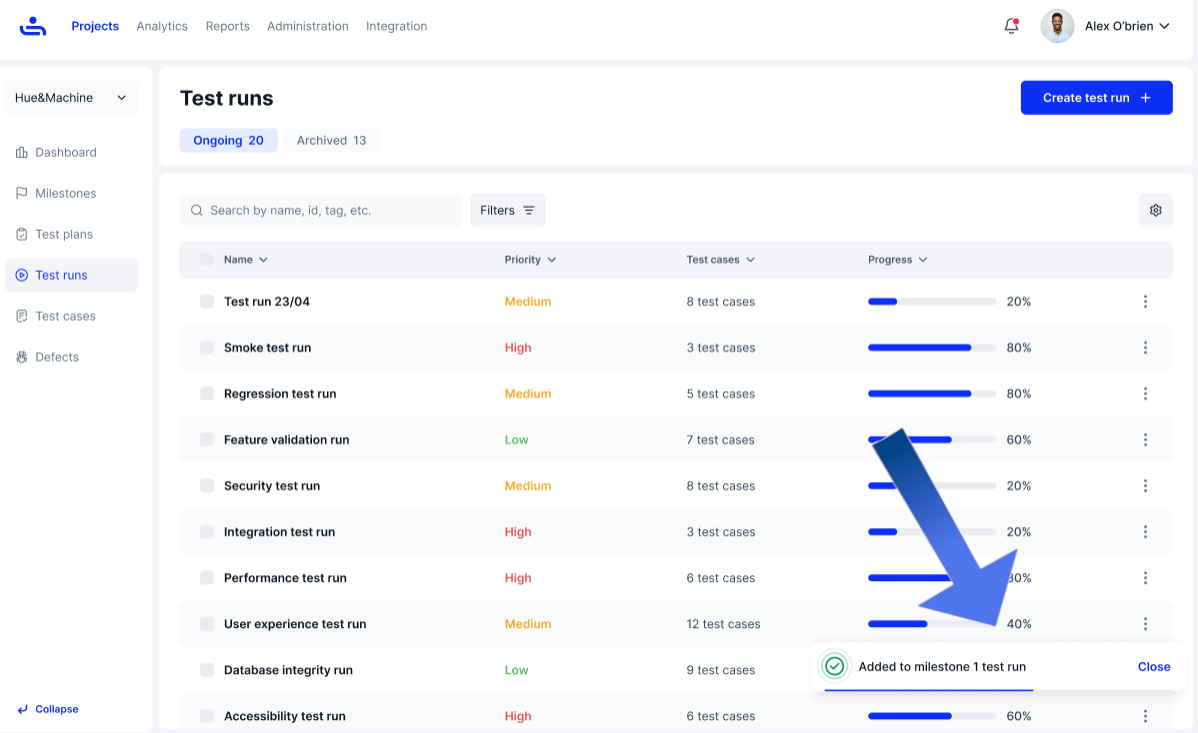 Projects Analytics Reports Administration Integration Alex O'brien
Hue&Machine
Dashboard
Milestones
Test plans
Test runs
Test cases
Defects
Collapse
Test runs
Create test run +
Ongoing 20 Archived 13
Search by name, id, tag, etc. Filters
Name Priority Test cases Progress
Test run 23/04 Medium 8 test cases 20%
Smoke test run High 3 test cases 80%
Regression test run Medium 5 test cases 80%
Feature validation run Low 7 test cases 60%
Security test run Medium 8 test cases 20%
Integration test run High 3 test cases 20%
Performance test run High 6 test cases
User experience test run Medium 12 test cases 40%
Database integrity run Low 9 test cases
Added to milestone 1 test run Close
Accessibility test run High 6 test cases 60%